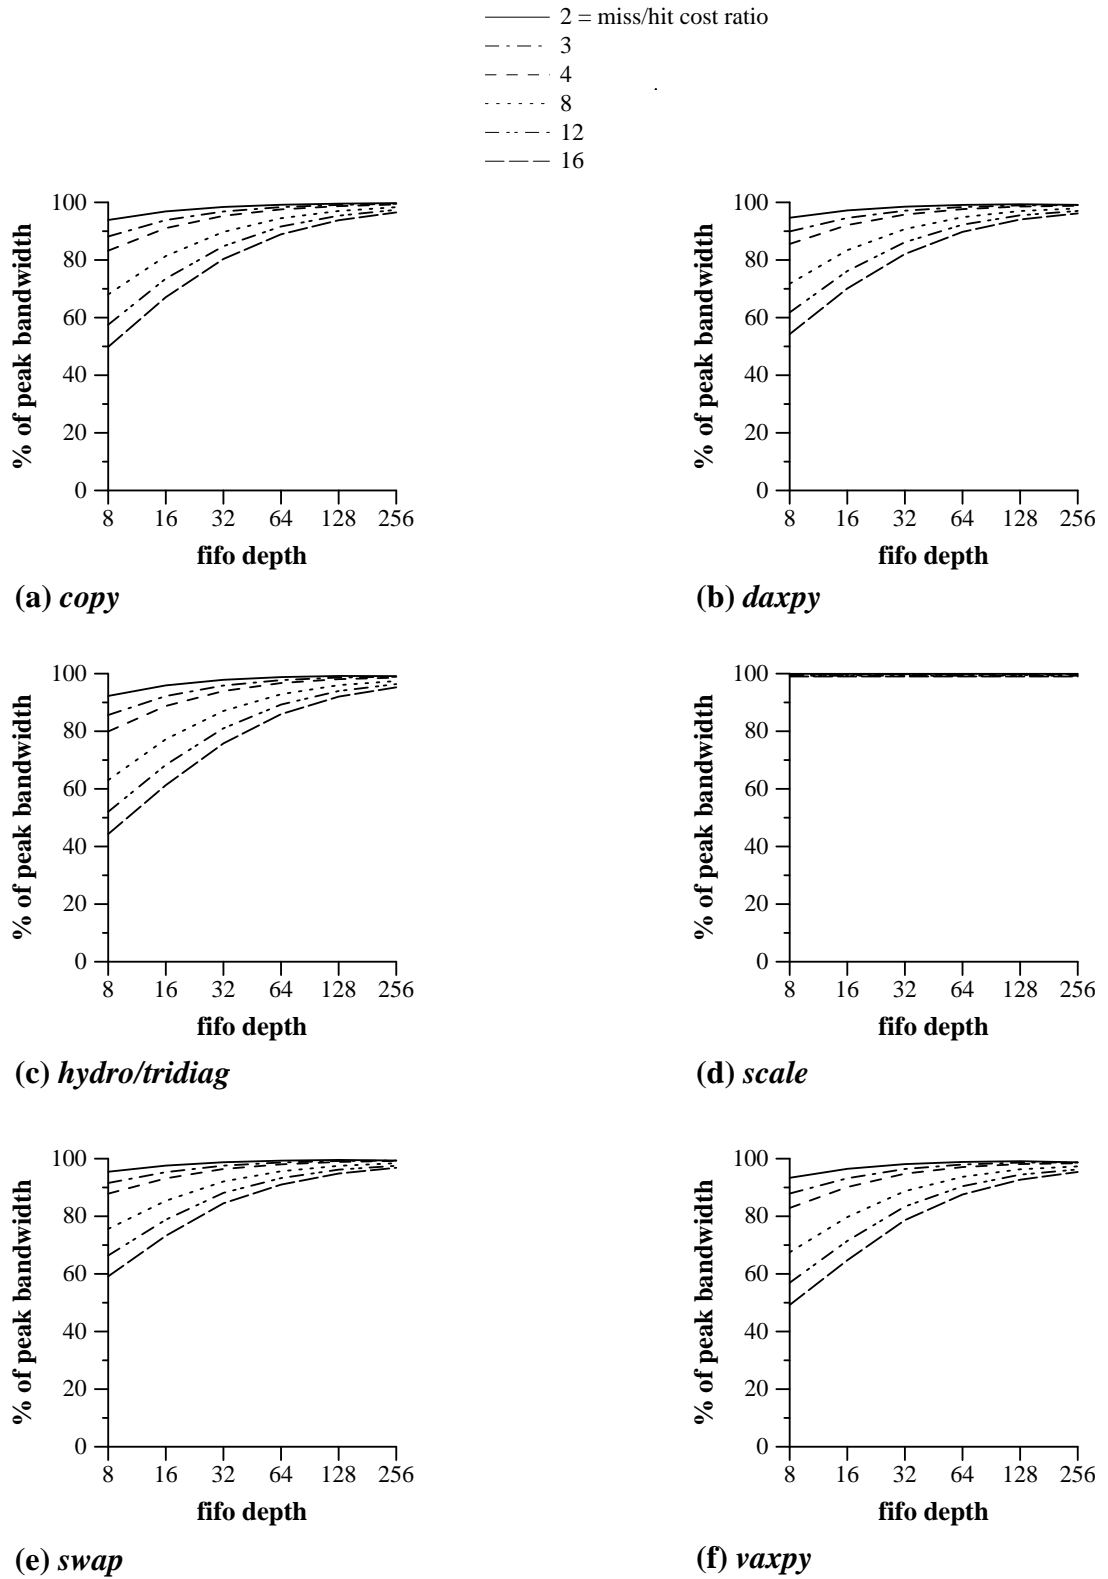 2 = miss/hit cost ratio
3
4
8
12
16
100
80
60
40
20
0
% of peak bandwidth
8 16 32 64 128 256
fifo depth
(a) copy
100
80
60
40
20
0
% of peak bandwidth
8 16 32 64 128 256
fifo depth
(b) daxpy
100
80
60
40
20
0
% of peak bandwidth
8 16 32 64 128 256
fifo depth
(c) hydro/tridiag
100
80
60
40
20
0
% of peak bandwidth
8 16 32 64 128 256
fifo depth
(d) scale
100
80
60
40
20
0
% of peak bandwidth
8 16 32 64 128 256
fifo depth
(e) swap
100
80
60
40
20
0
% of peak bandwidth
8 16 32 64 128 256
fifo depth
(f) vaxpy